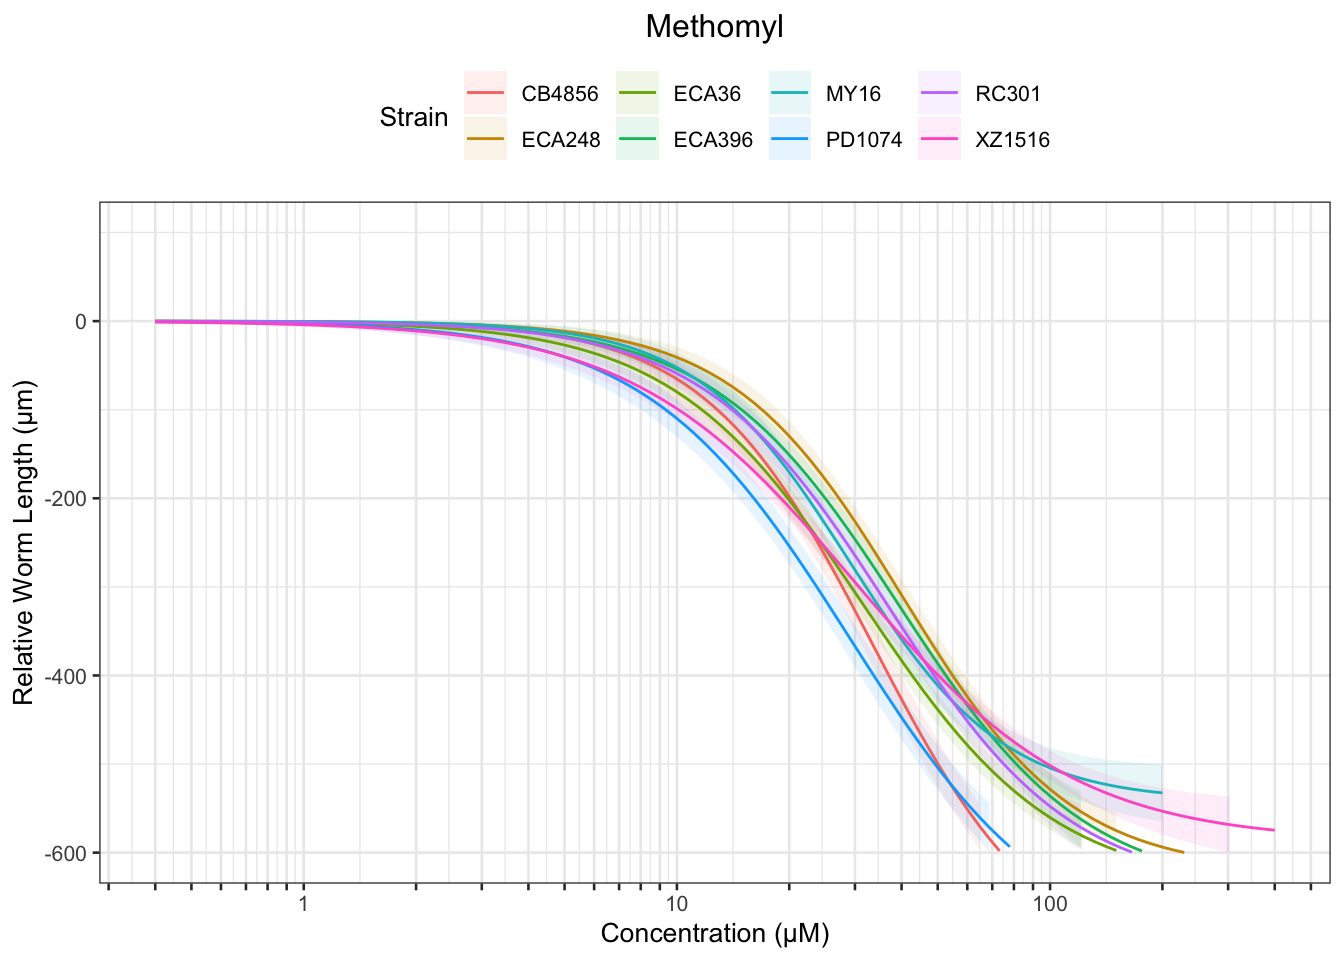 Methomyl
Strain
CB4856 ECA36 MY16 RC301
ECA248 ECA396 PD1074 XZ1516
Relative Worm Length (µm)
0
-200
-400
-600
1 10 100
Concentration (µM)